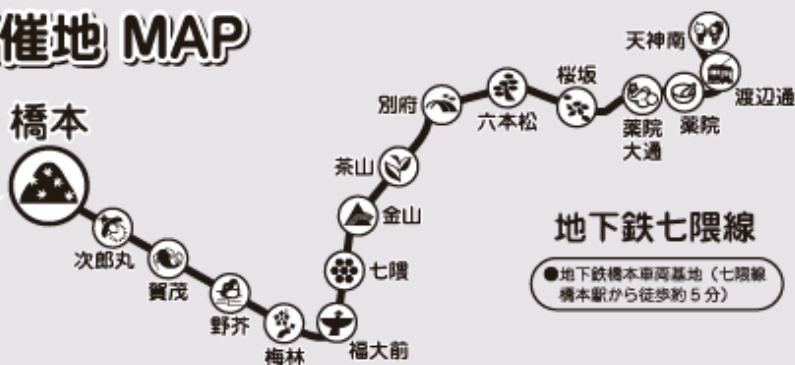 催地 MAP
橋本
次郎丸
賀茂
野芥
梅林
福大前
七隈
金山
茶山
別府
六本松
桜坂
薬院
大通
薬院
渡辺通
天神南
地下鉄七隈線
●地下鉄橋本車両基地（七隈線
橋本駅から徒歩約5分）